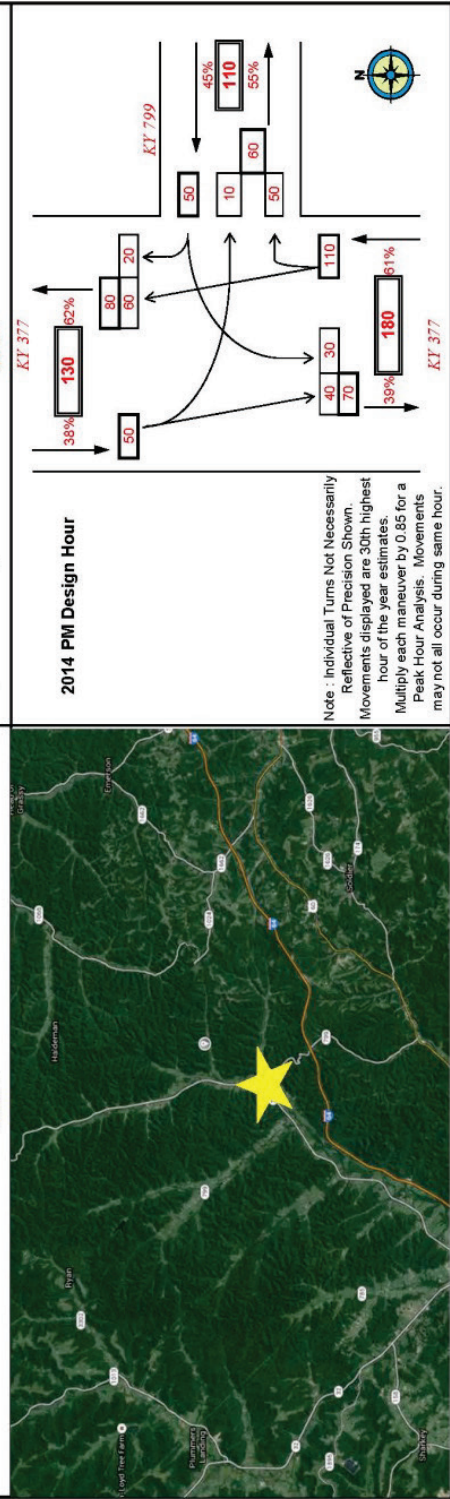 KY 377
38%
62%
130
50
80
60
20
KY 799
45%
110
55%
50
10
60
50
40
30
70
110
39%
180
61%
KY 377
N
2014 PM Design Hour
Note : Individual Turns Not Necessarily
Reflective of Precision Shown.
Movements displayed are 30th highest
hour of the year estimates.
Multiply each maneuver by 0.85 for a
Peak Hour Analysis. Movements
may not all occur during same hour.
Grassy
Emerson
Haldeman
Ryan
Loyd Tree Farm
Plummers
Landing
Soldier
Sharkey